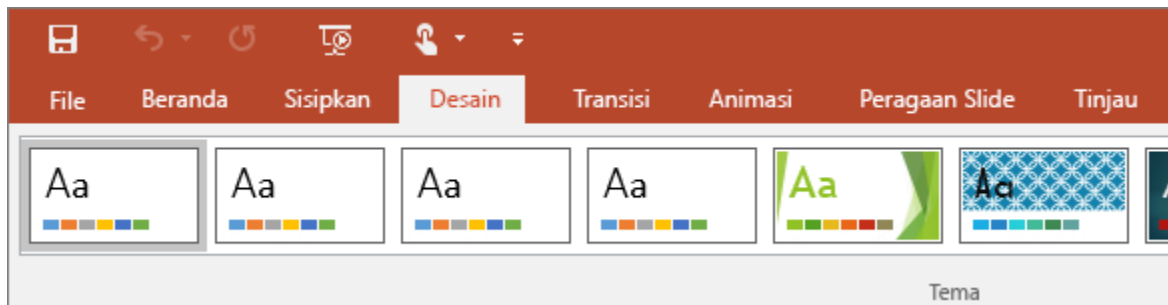 File Beranda Sisipkan Desain Transisi Animasi Peragaan Slide Tinjau
Aa Aa Aa Aa Aa Aa
Tema